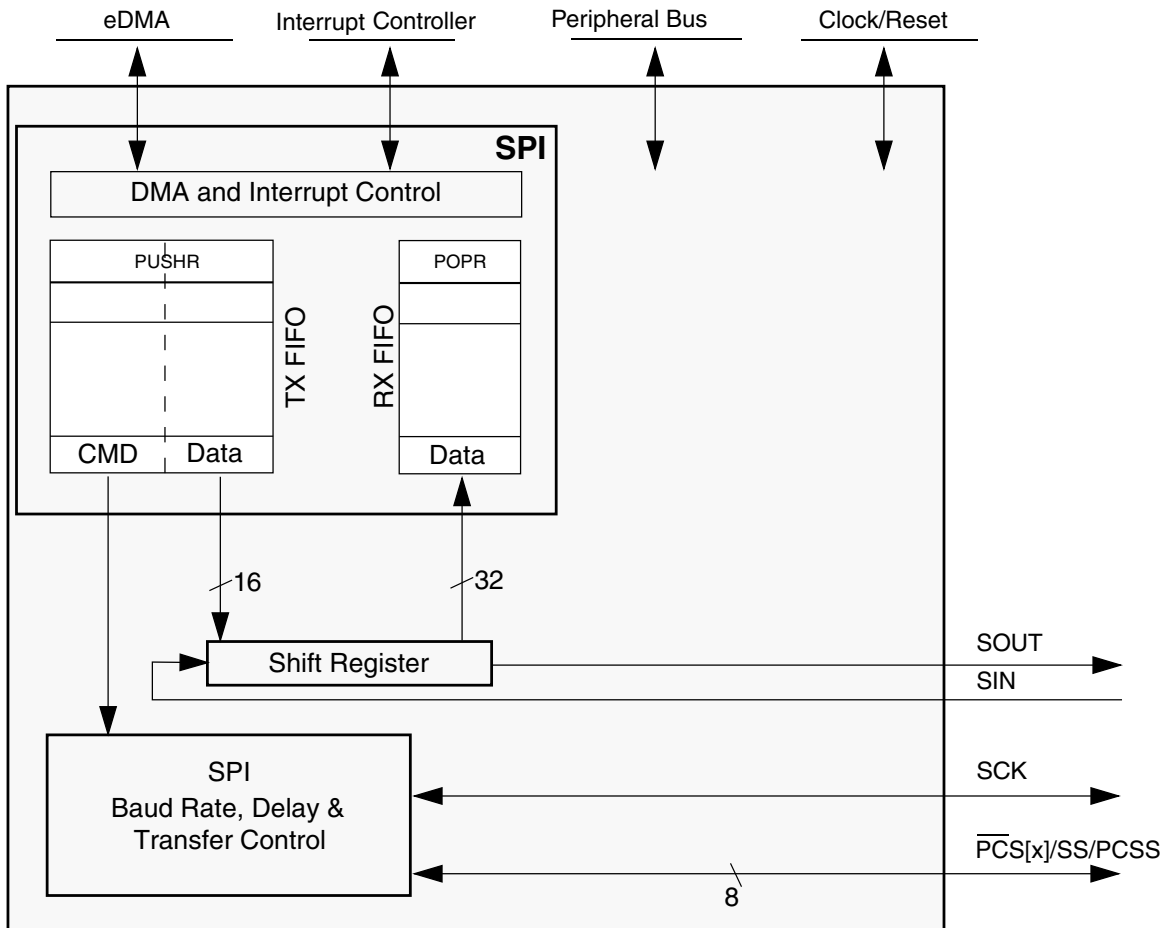 eDMA
Interrupt Controller
Peripheral Bus
Clock/Reset
SPI
DMA and Interrupt Control
PUSHR
POPR
TX FIFO
RX FIFO
CMD
Data
Data
16
32
Shift Register
SOUT
SIN
SPI
Baud Rate, Delay &
Transfer Control
SCK
PCS[x]/SS/PCSS
8